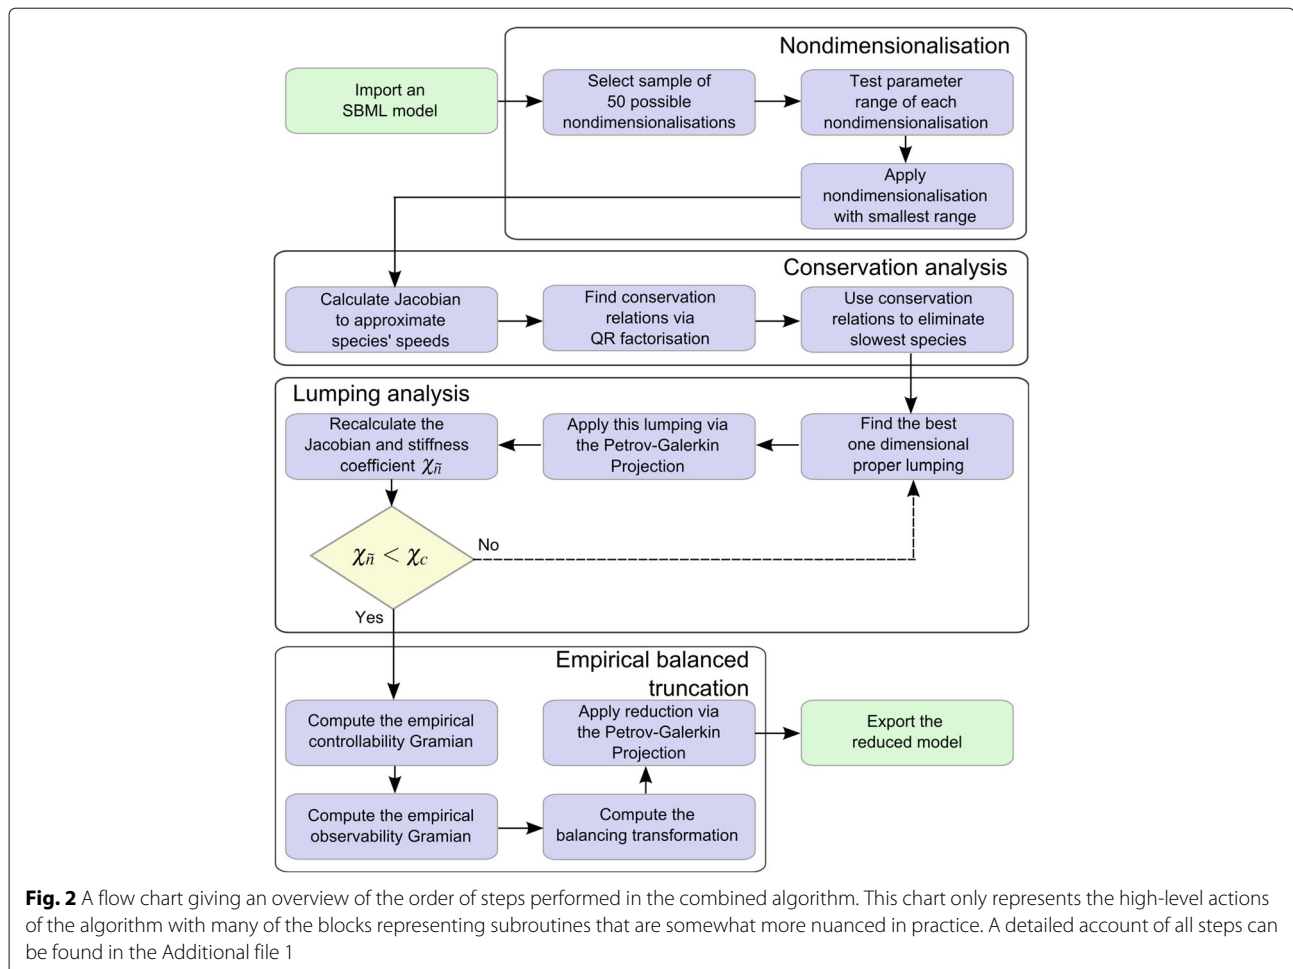 Nondimensionalisation
Import an
SBML model
Select sample of
50 possible
nondimensionalisations
Test parameter
range of each
nondimensionalisation
Apply
nondimensionalisation
with smallest range
Conservation analysis
Calculate Jacobian
to approximate
species' speeds
Find conservation
relations via
QR factorisation
Use conservation
relations to eliminate
slowest species
Lumping analysis
Recalculate the
Jacobian and stiffness
coefficient χ_ñ
Apply this lumping via
the Petrov-Galerkin
Projection
Find the best
one dimensional
proper lumping
χ_ñ < χ_c
No
Yes
Empirical balanced
truncation
Compute the empirical
controllability Gramian
Apply reduction via
the Petrov-Galerkin
Projection
Export the
reduced model
Compute the empirical
observability Gramian
Compute the
balancing transformation
Fig. 2 A flow chart giving an overview of the order of steps performed in the combined algorithm. This chart only represents the high-level actions
of the algorithm with many of the blocks representing subroutines that are somewhat more nuanced in practice. A detailed account of all steps can
be found in the Additional file 1